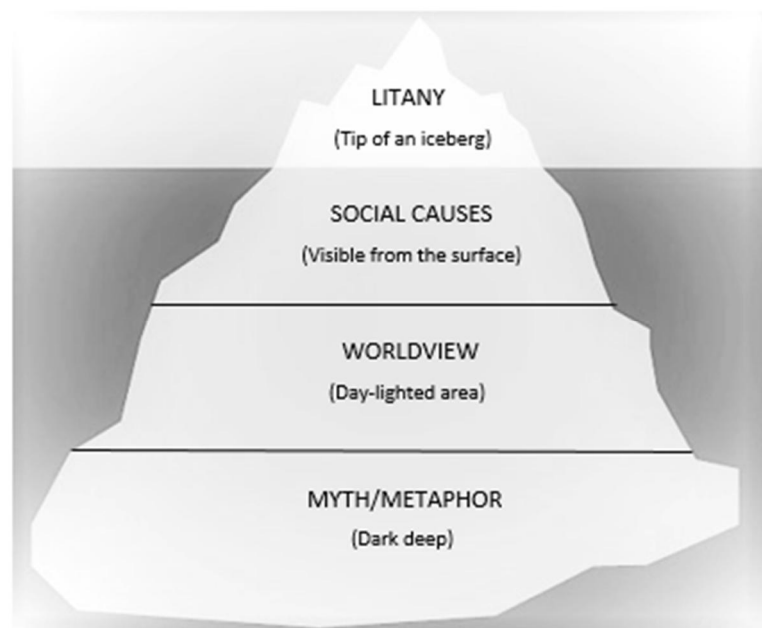 LITANY
(Tip of an iceberg)
SOCIAL CAUSES
(Visible from the surface)
WORLDVIEW
(Day-lighted area)
MYTH/METAPHOR
(Dark deep)